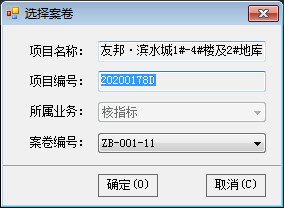 选择案卷
项目名称： 友邦·滨水城1#-4#楼及2#地库
项目编号： 20200178D
所属业务： 核指标
案卷编号： ZB-001-11
确定(O) 取消(C)